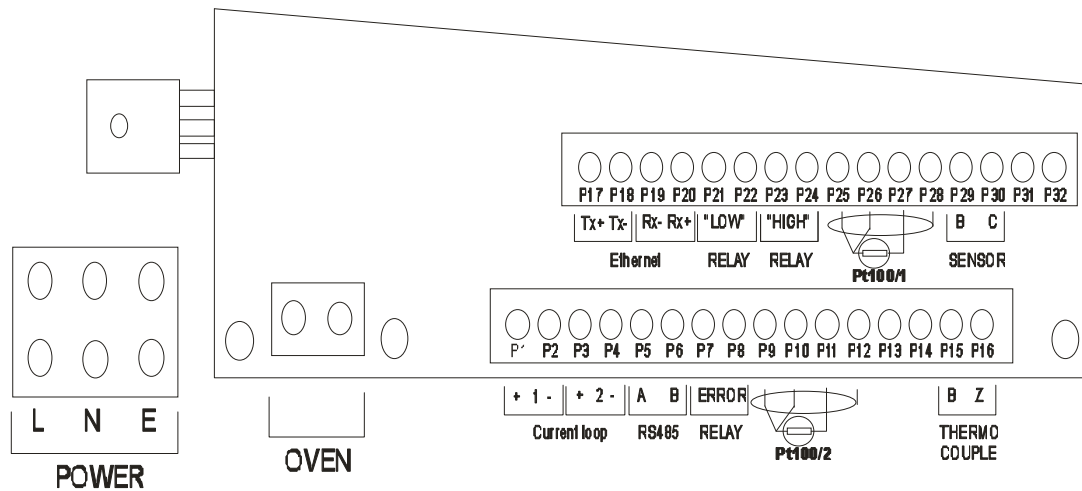 P17 P18 P19 P20 P21 P22 P23 P24 P25 P26 P27 P28 P29 P30 P31 P32
Tx+ Tx- Rx- Rx+ "LOW" "HIGH" B C
Ethernet RELAY RELAY SENSOR
Pt100/1
P1 P2 P3 P4 P5 P6 P7 P8 P9 P10 P11 P12 P13 P14 P15 P16
+ 1 - + 2 - A B ERROR B Z
Current loop RS485 RELAY THERMO
Pt100/2 COUPLE
L N E
POWER
OVEN